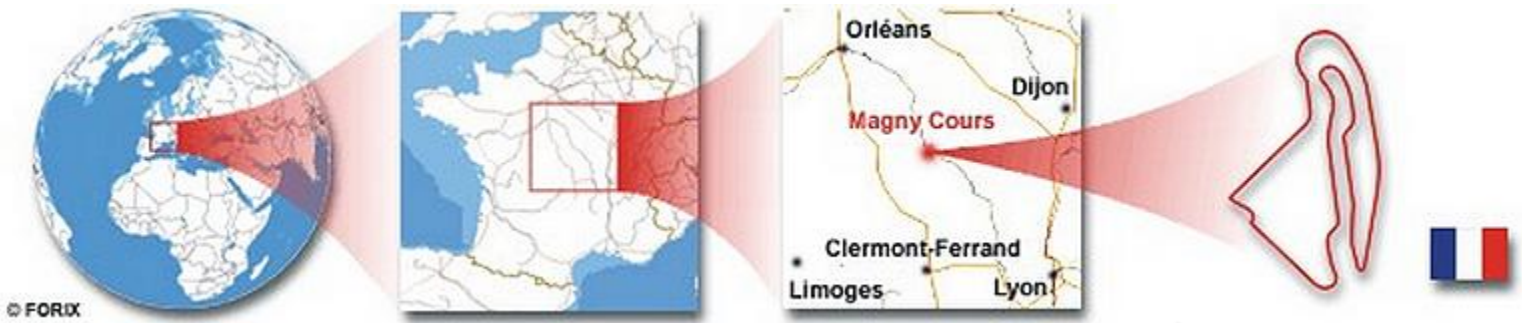 Orléans
Dijon
Magny Cours
Clermont-Ferrand
Limoges
Lyon
© FORIX